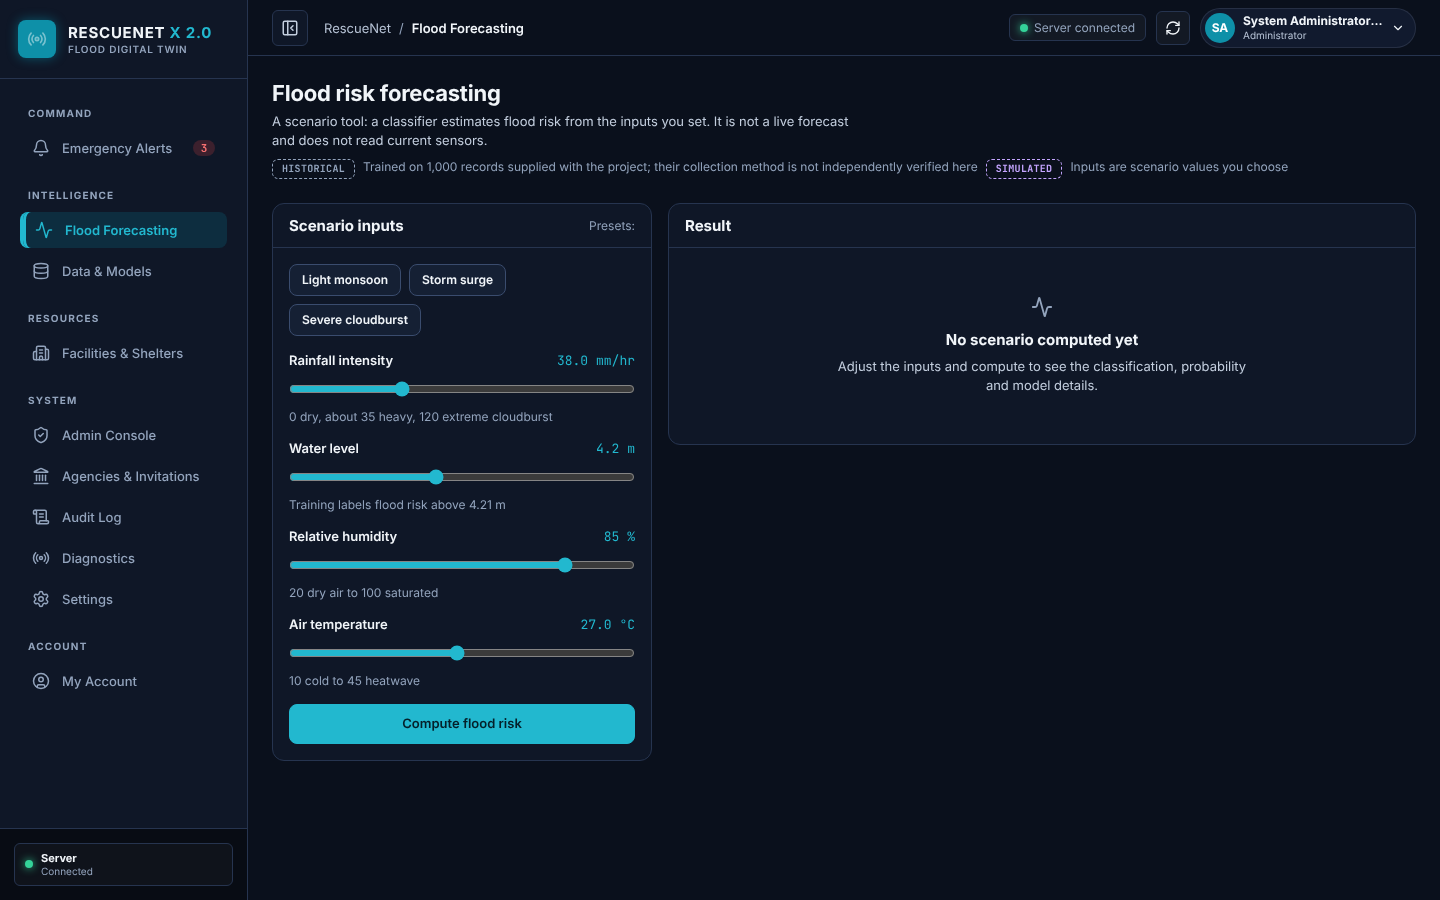 RESCUENET X 2.0
FLOOD DIGITAL TWIN
COMMAND
Emergency Alerts 3
INTELLIGENCE
Flood Forecasting
Data & Models
RESOURCES
Facilities & Shelters
SYSTEM
Admin Console
Agencies & Invitations
Audit Log
Diagnostics
Settings
ACCOUNT
My Account
Server
Connected
RescueNet / Flood Forecasting
Server connected
SA
System Administrator...
Administrator
Flood risk forecasting
A scenario tool: a classifier estimates flood risk from the inputs you set. It is not a live forecast
and does not read current sensors.
HISTORICAL Trained on 1,000 records supplied with the project; their collection method is not independently verified here SIMULATED Inputs are scenario values you choose
Scenario inputs Presets:
Light monsoon Storm surge
Severe cloudburst
Rainfall intensity 38.0 mm/hr
0 dry, about 35 heavy, 120 extreme cloudburst
Water level 4.2 m
Training labels flood risk above 4.21 m
Relative humidity 85 %
20 dry air to 100 saturated
Air temperature 27.0 °C
10 cold to 45 heatwave
Compute flood risk
Result
No scenario computed yet
Adjust the inputs and compute to see the classification, probability
and model details.